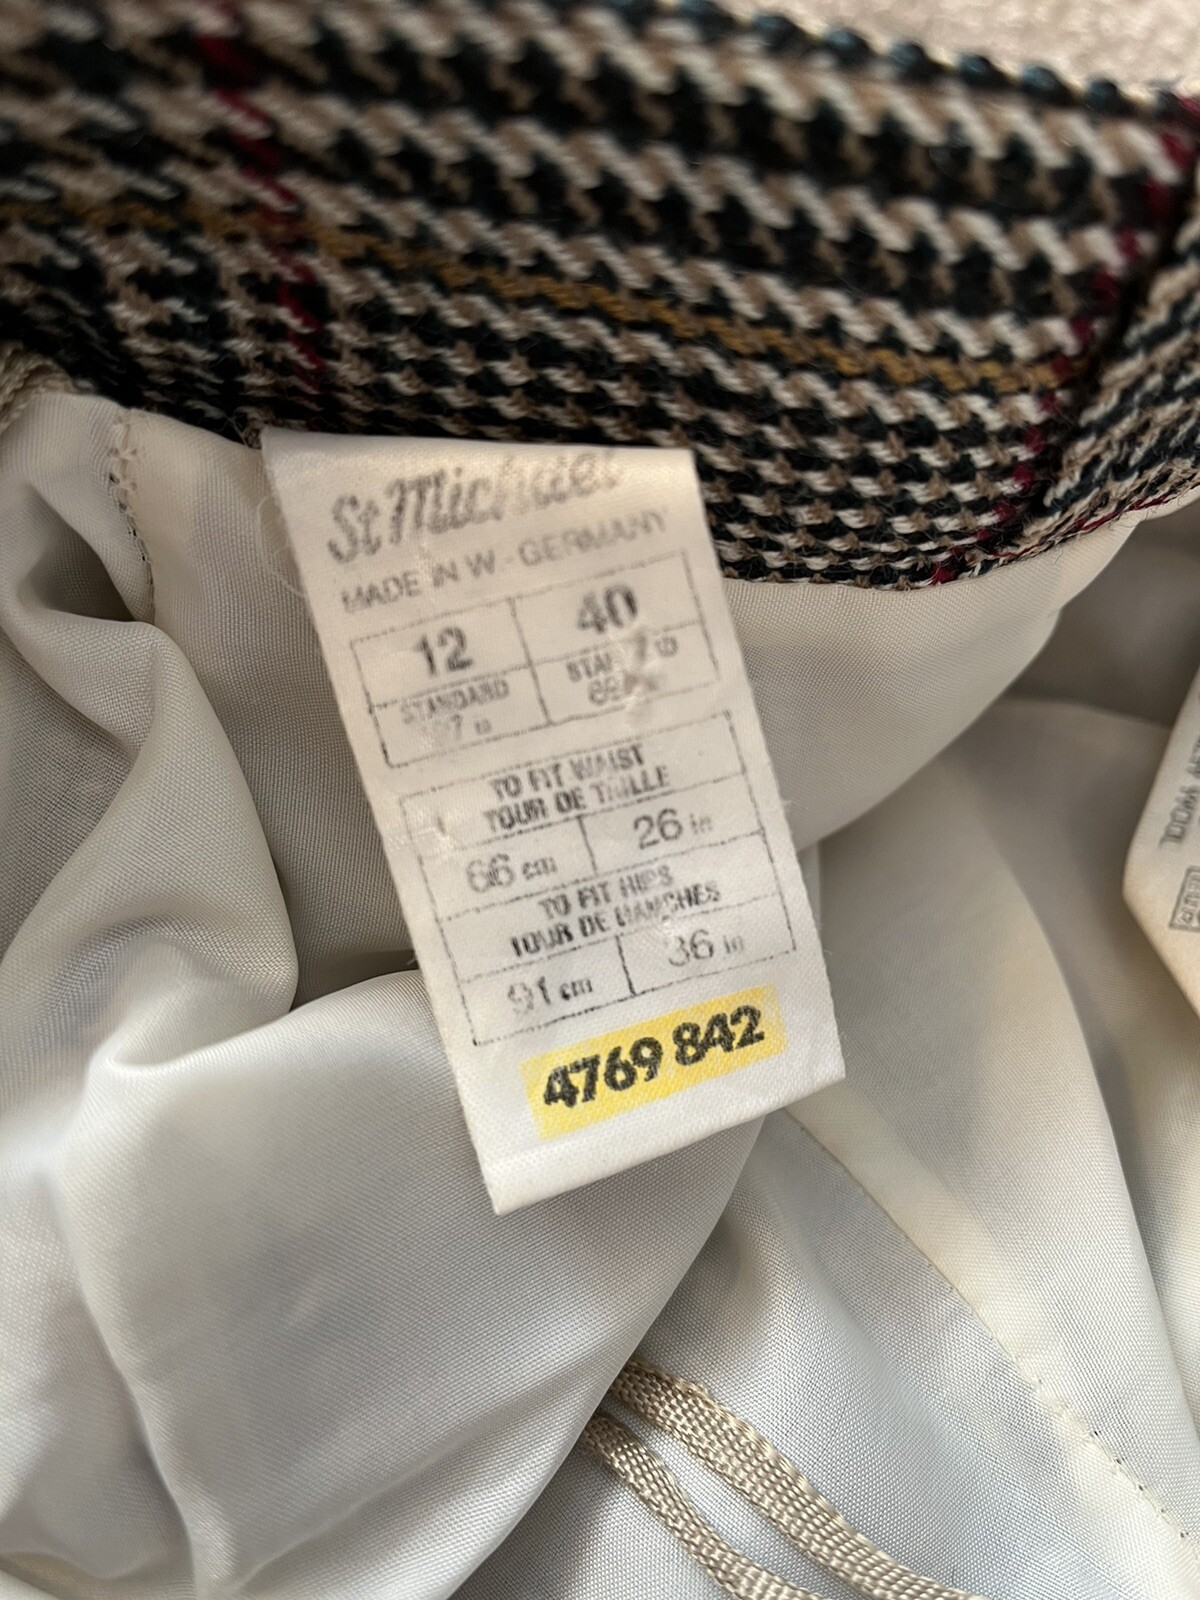 St Michael
MADE IN W - GERMANY
12 40
STANDARD
TO FIT WAIST
TOUR DE TAILLE
66 cm 26 in
TO FIT HIPS
TOUR DE HANCHES
91 cm 36 in
4769 842
WOOL